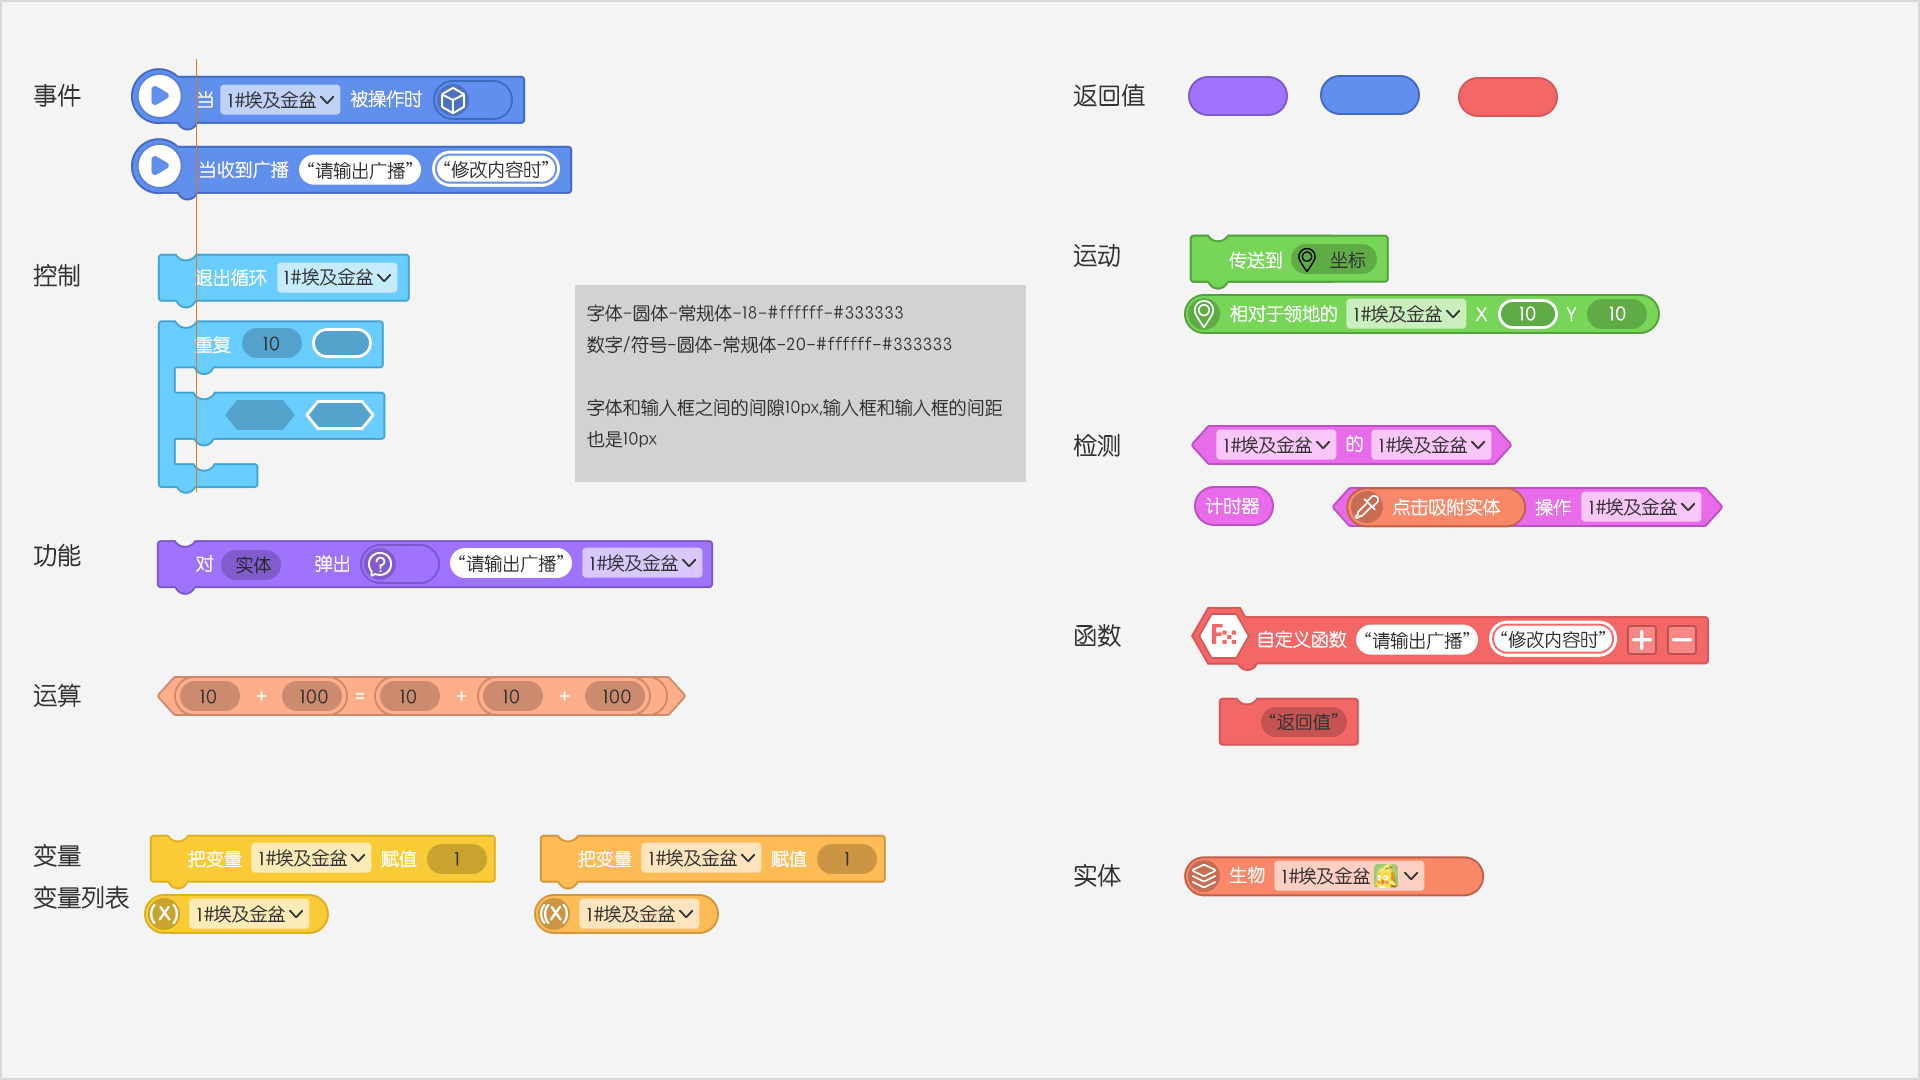 事件
当 1#埃及金盆 被操作时
当收到广播 “请输出广播” “修改内容时”
控制
退出循环 1#埃及金盆
重复 10
字体-圆体-常规体-18-#ffffff-#333333
数字/符号-圆体-常规体-20-#ffffff-#333333
字体和输入框之间的间隙10px,输入框和输入框的间距
也是10px
功能
对 实体 弹出 ? “请输出广播” 1#埃及金盆
运算
10 + 100 = 10 + 10 + 100
变量
变量列表
把变量 1#埃及金盆 赋值 1
(X) 1#埃及金盆
把变量 1#埃及金盆 赋值 1
((X) 1#埃及金盆
返回值
运动
传送到 坐标
相对于领地的 1#埃及金盆 X 10 Y 10
检测
1#埃及金盆 的 1#埃及金盆
计时器
点击吸附实体 操作 1#埃及金盆
函数
Fx 自定义函数 “请输出广播” “修改内容时” + −
“返回值”
实体
生物 1#埃及金盆